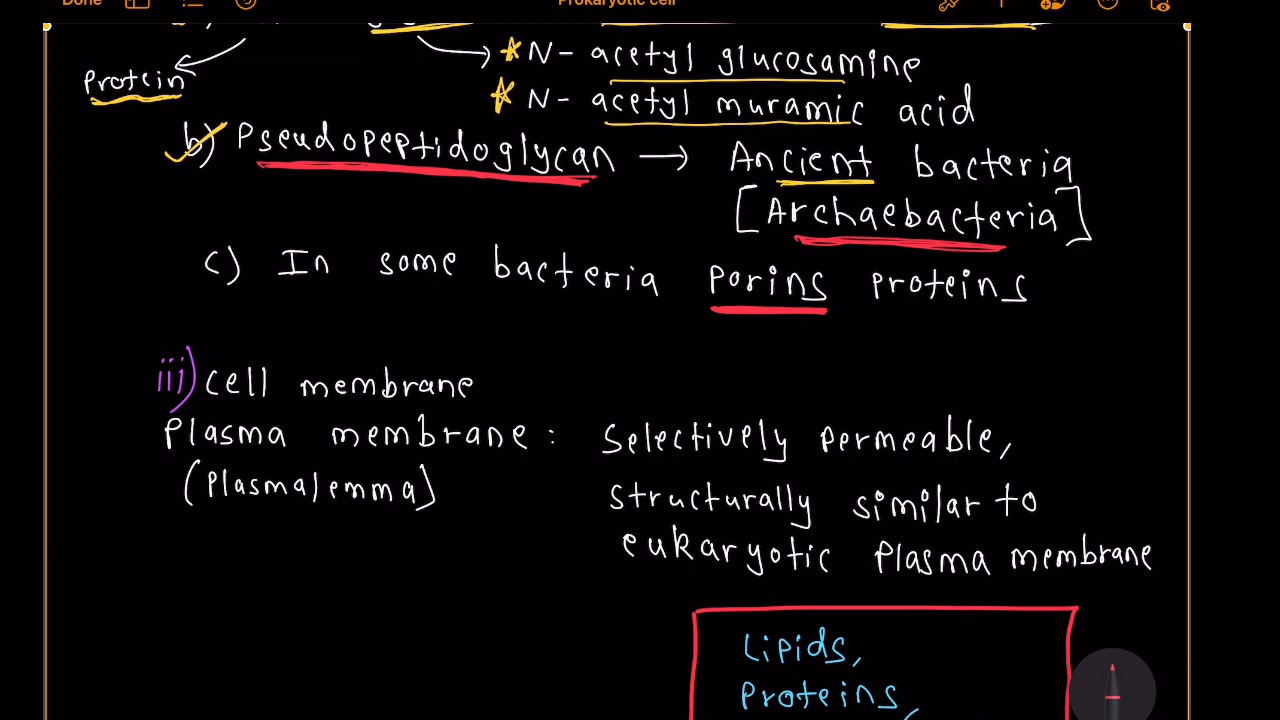 Done
Prokaryotic cell
Protein
* N- acetyl glucosamine
* N- acetyl muramic acid
b) Pseudopeptidoglycan → Ancient bacteria
[Archaebacteria]
c) In some bacteria porins proteins
iii) cell membrane
Plasma membrane : Selectively permeable,
(Plasmalemma) structurally similar to
eukaryotic plasma membrane
Lipids,
Proteins